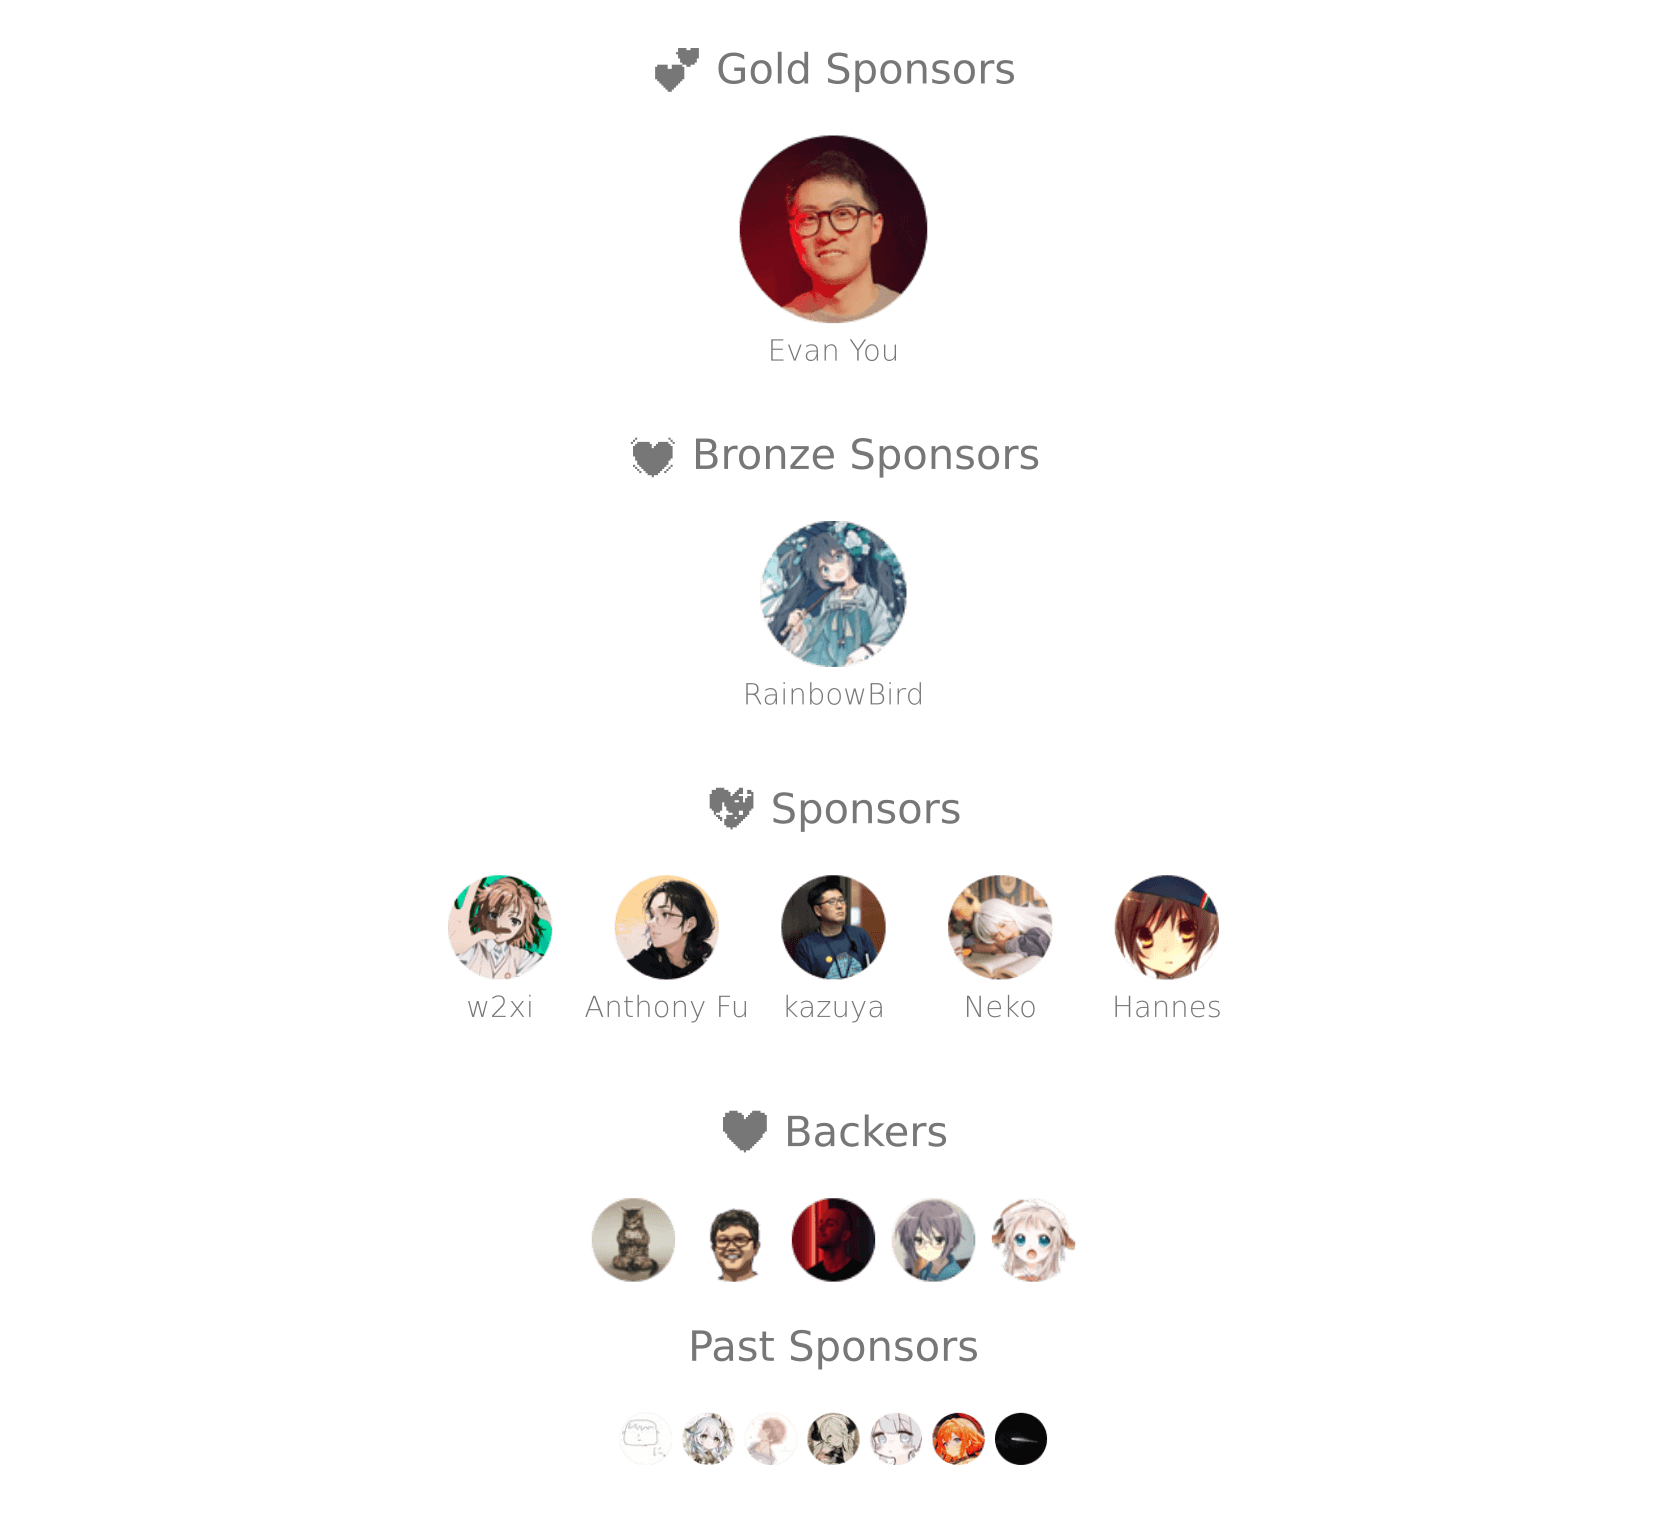 Gold Sponsors
Evan You
Bronze Sponsors
RainbowBird
Sponsors
w2xi Anthony Fu kazuya Neko Hannes
Backers
Past Sponsors